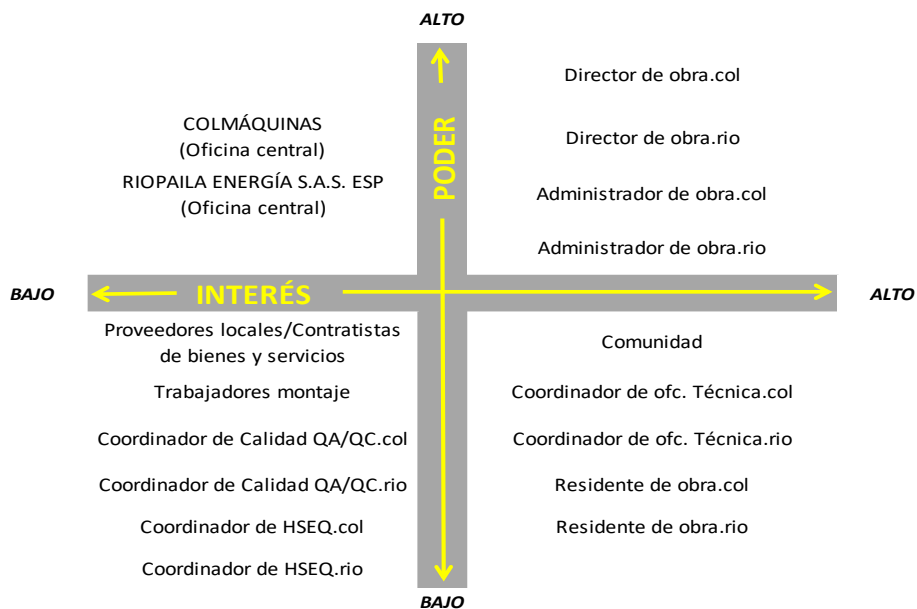 ALTO
Director de obra.col
COLMÁQUINAS
(Oficina central)
Director de obra.rio
RIOPAILA ENERGÍA S.A.S. ESP
(Oficina central)
Administrador de obra.col
Administrador de obra.rio
PODER
BAJO
INTERÉS
ALTO
Proveedores locales/Contratistas
de bienes y servicios
Trabajadores montaje
Coordinador de Calidad QA/QC.col
Coordinador de Calidad QA/QC.rio
Coordinador de HSEQ.col
Coordinador de HSEQ.rio
Comunidad
Coordinador de ofc. Técnica.col
Coordinador de ofc. Técnica.rio
Residente de obra.col
Residente de obra.rio
BAJO